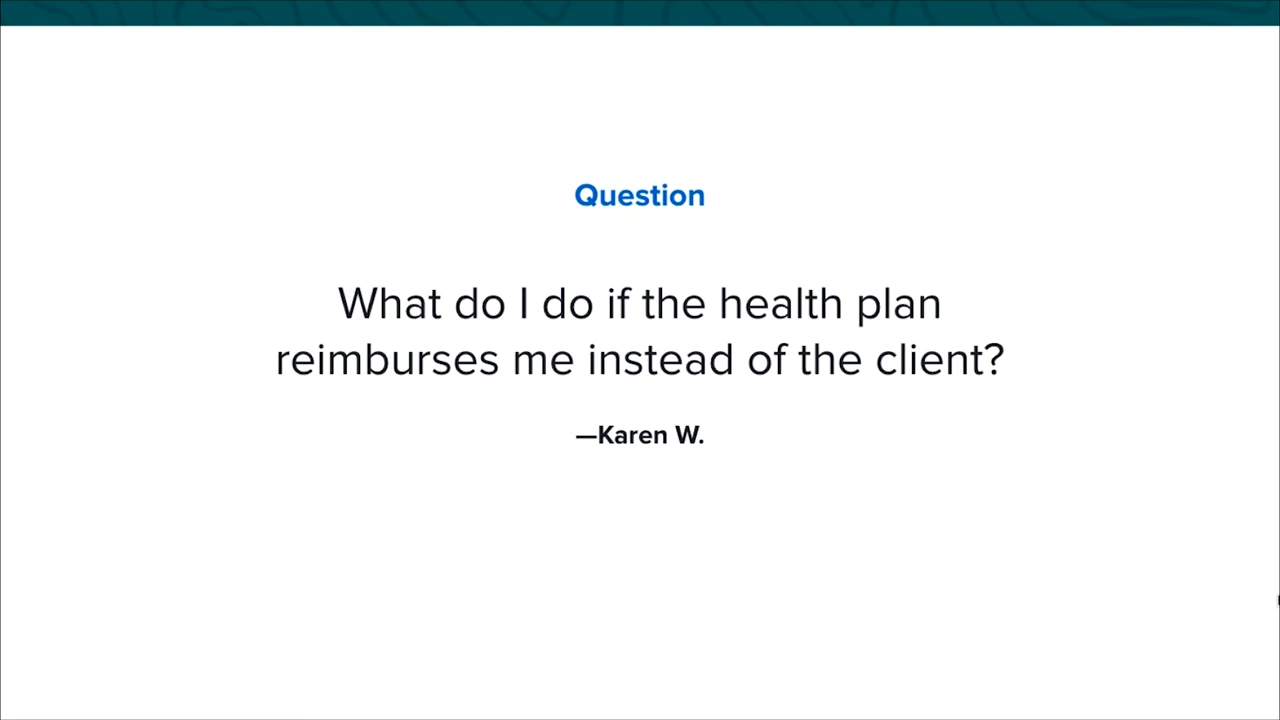 Question
What do I do if the health plan
reimburses me instead of the client?
—Karen W.